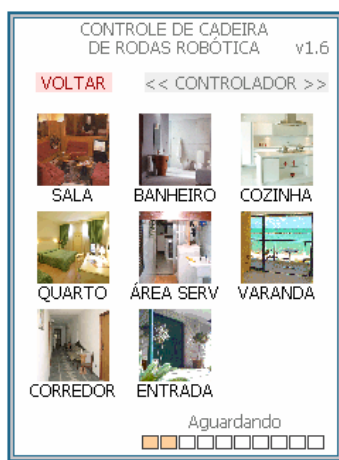 CONTROLE DE CADEIRA
DE RODAS ROBÓTICA v1.6
VOLTAR << CONTROLADOR >>
SALA BANHEIRO COZINHA
QUARTO ÁREA SERV VARANDA
CORREDOR ENTRADA
Aguardando